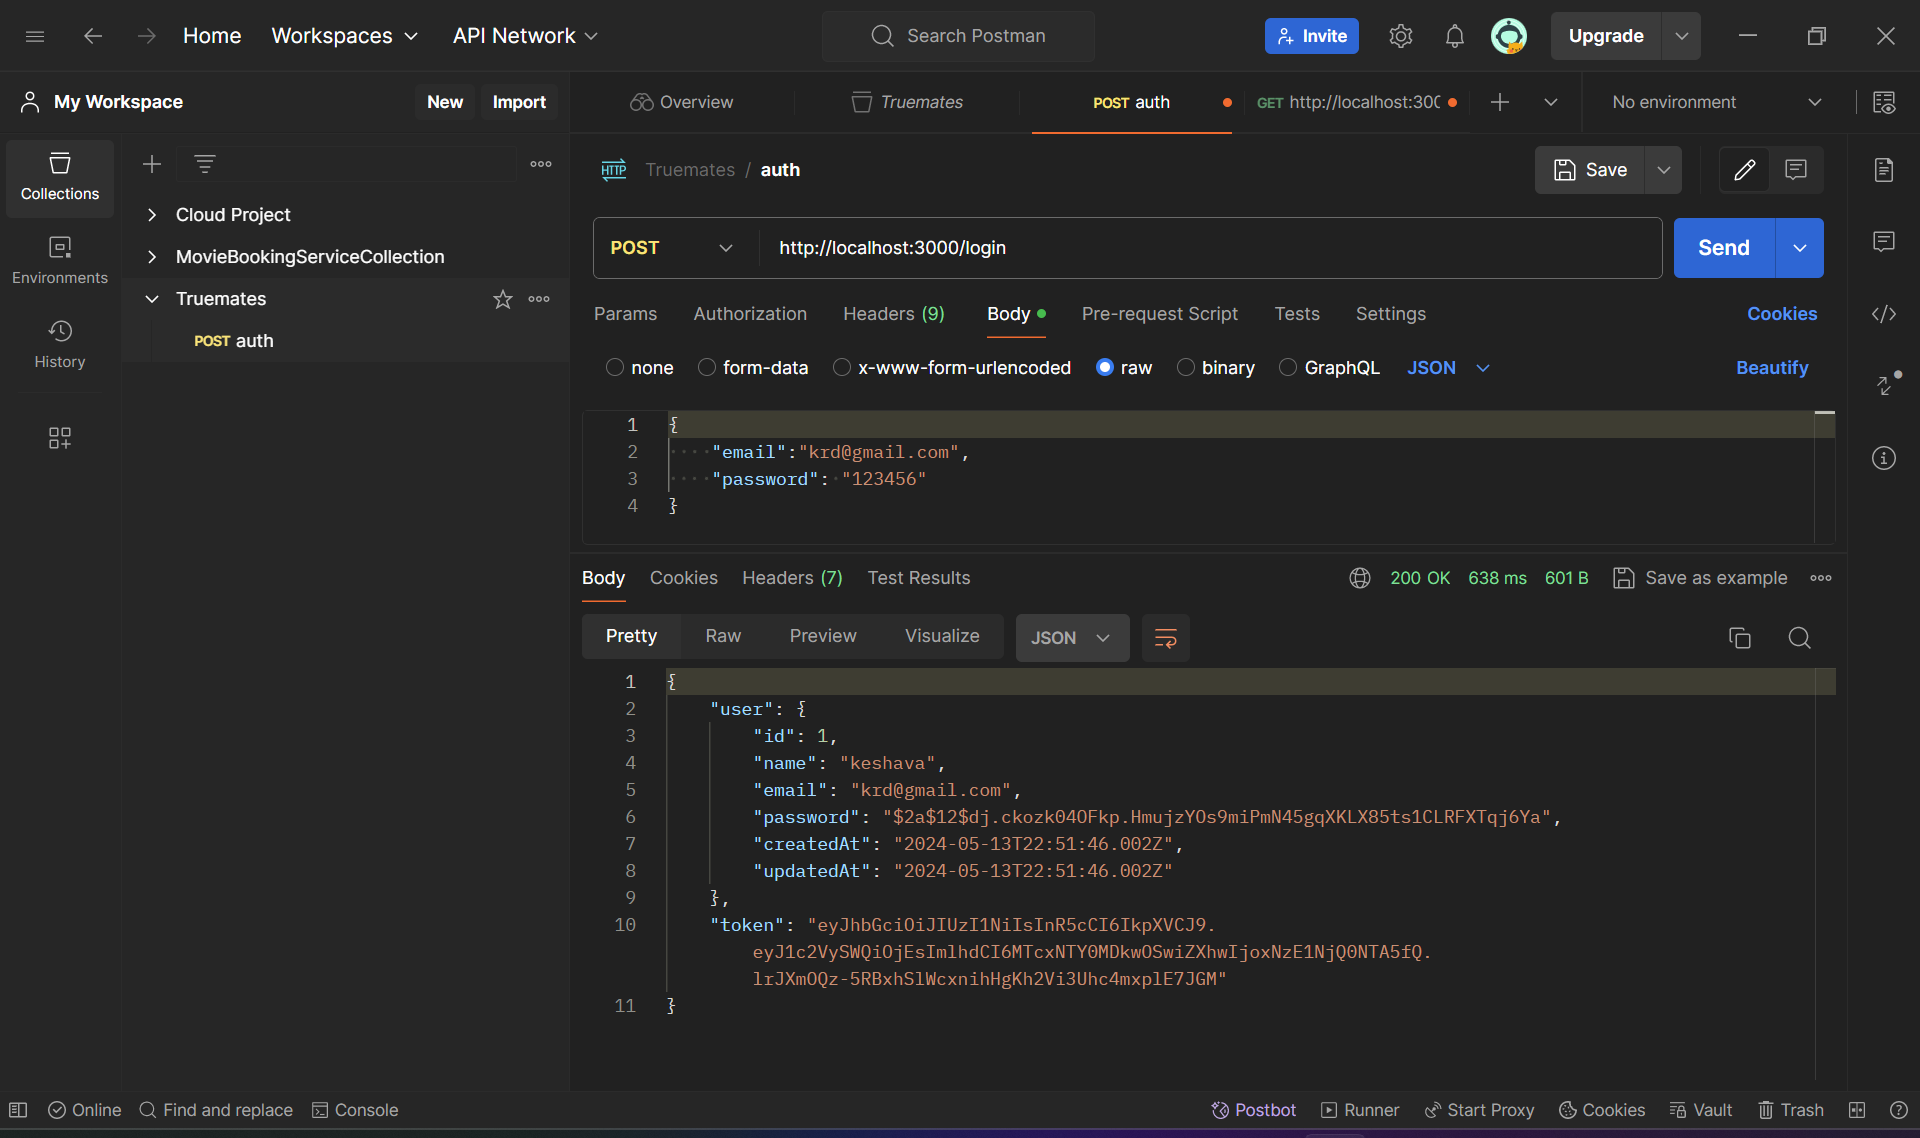 Home
Workspaces
API Network
Search Postman
Invite
Upgrade
My Workspace
New
Import
Overview
Truemates
POST auth
GET http://localhost:300
No environment
Collections
Environments
History
Cloud Project
MovieBookingServiceCollection
Truemates
POST auth
HTTP Truemates / auth
Save
POST
http://localhost:3000/login
Send
Params
Authorization
Headers (9)
Body
Pre-request Script
Tests
Settings
Cookies
none
form-data
x-www-form-urlencoded
raw
binary
GraphQL
JSON
Beautify
1 {
2 "email":"krd@gmail.com",
3 "password": "123456"
4 }
Body
Cookies
Headers (7)
Test Results
200 OK
638 ms
601 B
Save as example
Pretty
Raw
Preview
Visualize
JSON
1 {
2 "user": {
3 "id": 1,
4 "name": "keshava",
5 "email": "krd@gmail.com",
6 "password": "$2a$12$dj.ckozk04OFkp.HmujzYOs9miPmN45gqXKLX85ts1CLRFXTqj6Ya",
7 "createdAt": "2024-05-13T22:51:46.002Z",
8 "updatedAt": "2024-05-13T22:51:46.002Z"
9 },
10 "token": "eyJhbGciOiJIUzI1NiIsInR5cCI6IkpXVCJ9.
eyJ1c2VySWQiOjEsImlhdCI6MTcxNTY0MDkwOSwiZXhwIjoxNzE1NjQ0NTA5fQ.
lrJXmOQz-5RBxhSlWcxnihHgKh2Vi3Uhc4mxplE7JGM"
11 }
Online
Find and replace
Console
Postbot
Runner
Start Proxy
Cookies
Vault
Trash